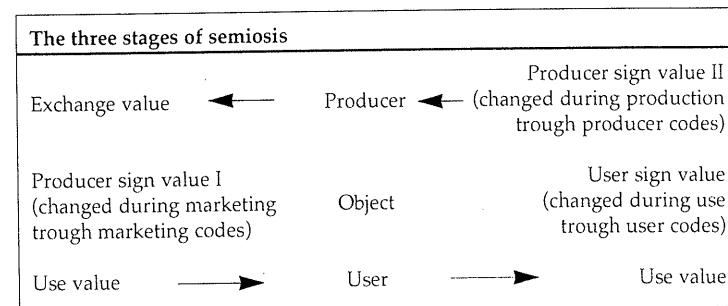 The three stages of semiosis
Producer sign value II
Exchange value Producer (changed during production
trough producer codes)
Producer sign value I User sign value
(changed during marketing Object (changed during use
trough marketing codes) trough user codes)
Use value User Use value